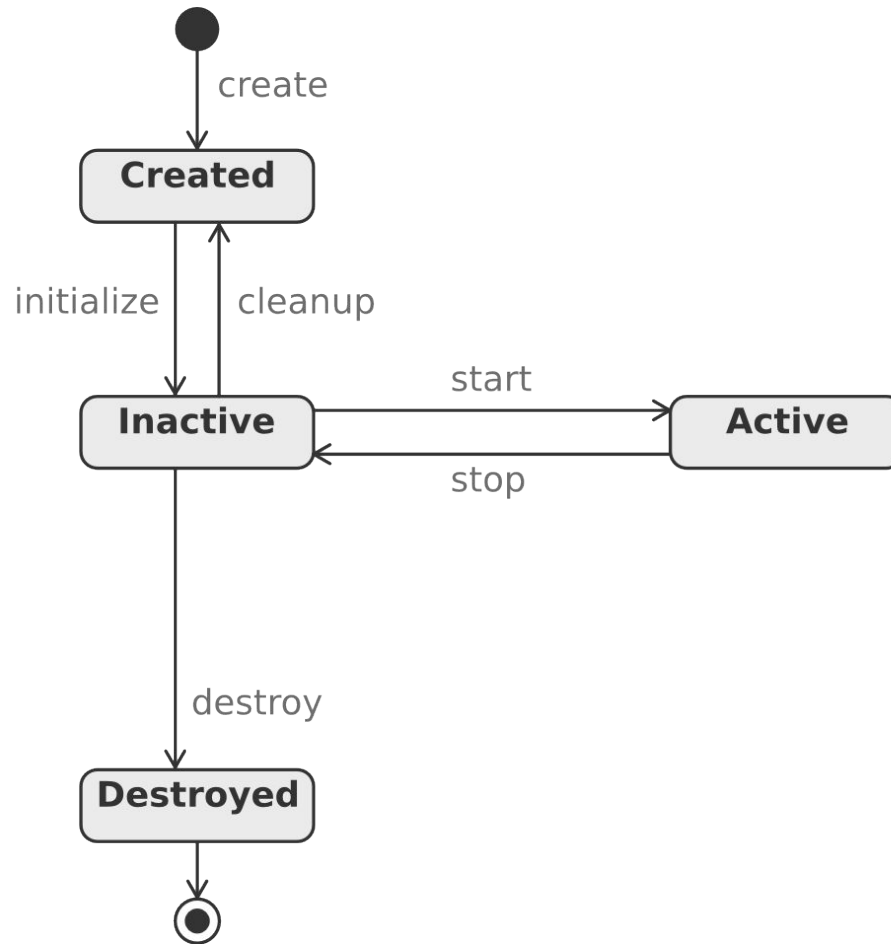 create
Created
initialize
cleanup
start
Inactive
Active
stop
destroy
Destroyed